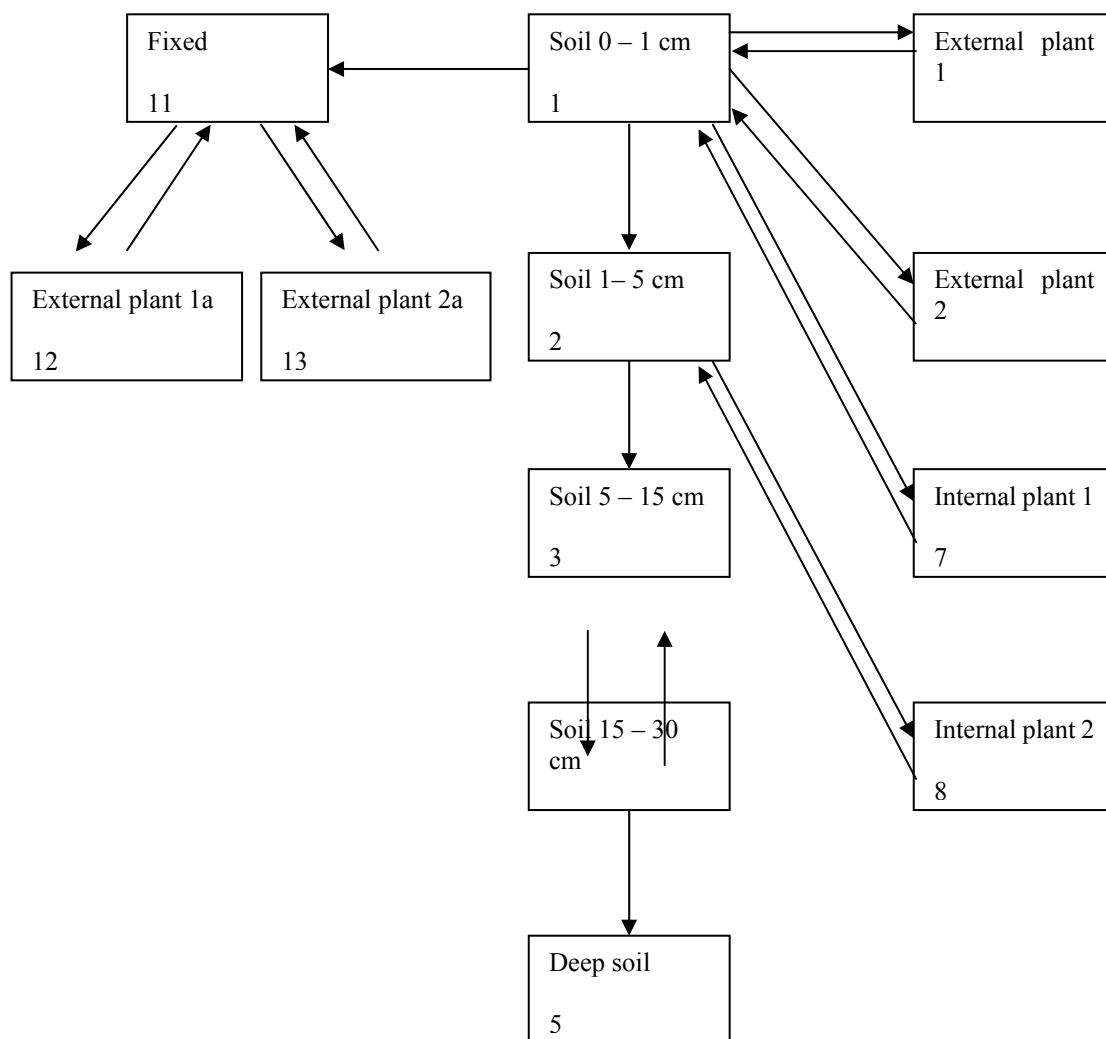 Fixed
11
Soil 0 – 1 cm
1
External plant
1
External plant 1a
12
External plant 2a
13
Soil 1– 5 cm
2
External plant
2
Soil 5 – 15 cm
3
Internal plant 1
7
Soil 15 – 30
cm
Internal plant 2
8
Deep soil
5